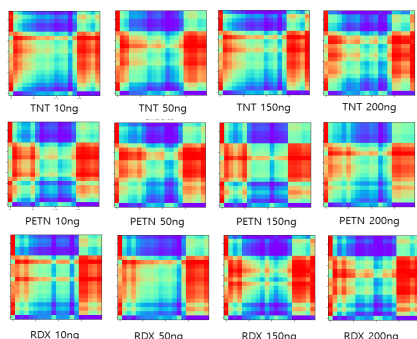 TNT 10ng TNT 50ng TNT 150ng TNT 200ng
PETN 10ng PETN 50ng PETN 150ng PETN 200ng
RDX 10ng RDX 50ng RDX 150ng RDX 200ng